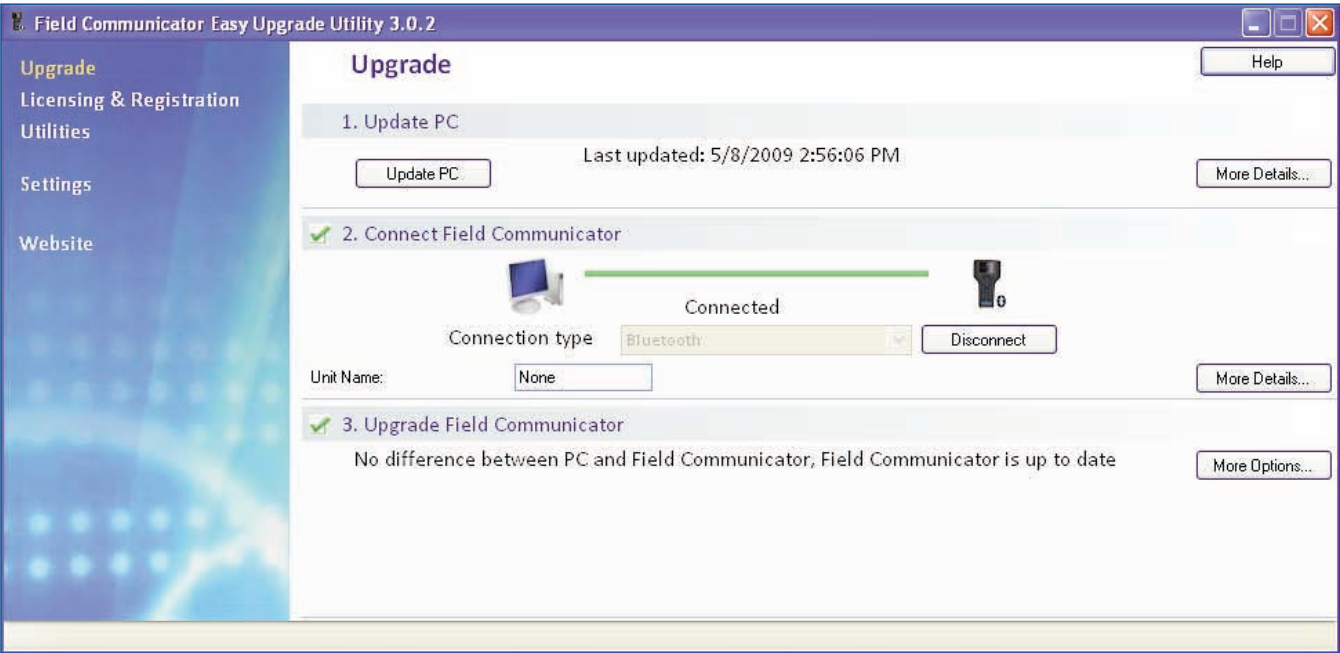 Field Communicator Easy Upgrade Utility 3.0.2
Upgrade
Licensing & Registration
Utilities
Settings
Website
Upgrade
Help
1. Update PC
Update PC
Last updated: 5/8/2009 2:56:06 PM
More Details...
2. Connect Field Communicator
Connected
Connection type
Bluetooth
Disconnect
Unit Name:
None
More Details...
3. Upgrade Field Communicator
No difference between PC and Field Communicator, Field Communicator is up to date
More Options...